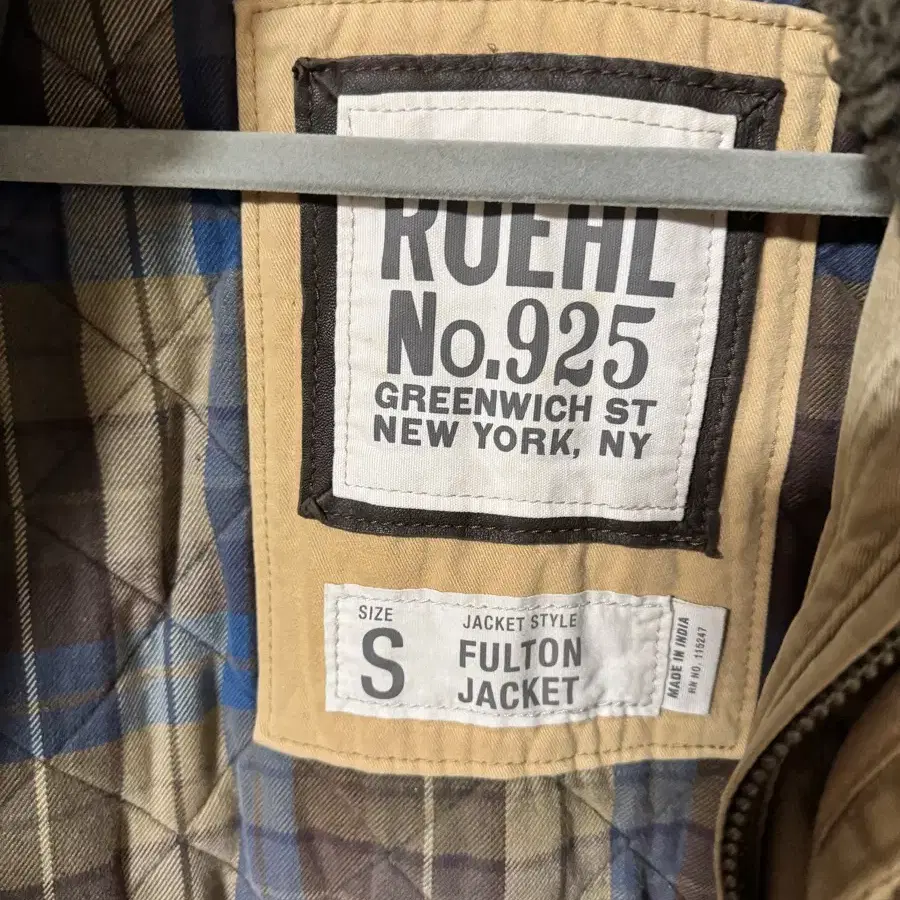 RUEHL
No.925
GREENWICH ST
NEW YORK, NY
SIZE
S
JACKET STYLE
FULTON
JACKET
MADE IN INDIA
RN NO. 115247